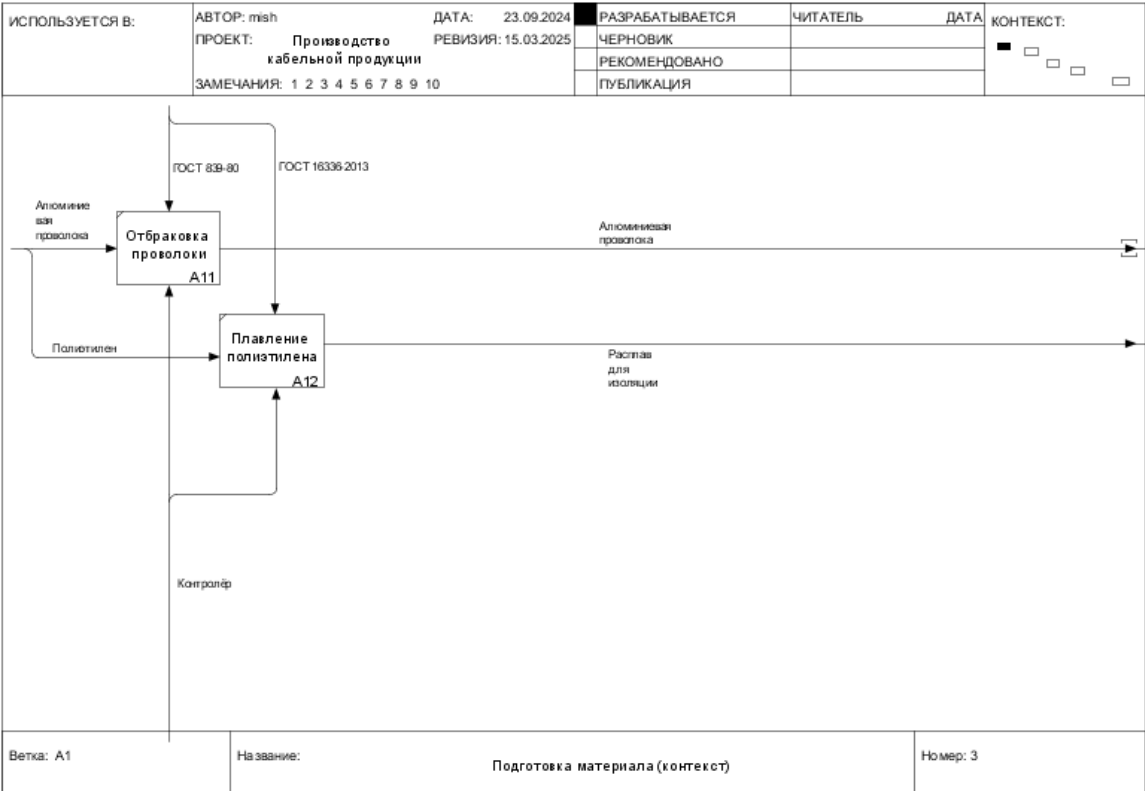 ИСПОЛЬЗУЕТСЯ В:
АВТОР: mish
ДАТА: 23.09.2024
РАЗРАБАТЫВАЕТСЯ
ЧИТАТЕЛЬ
ДАТА
КОНТЕКСТ:
ПРОЕКТ: Производство
кабельной продукции
РЕВИЗИЯ: 15.03.2025
ЧЕРНОВИК
РЕКОМЕНДОВАНО
ЗАМЕЧАНИЯ: 1 2 3 4 5 6 7 8 9 10
ПУБЛИКАЦИЯ
ГОСТ 839-80
ГОСТ 16336-2013
Алюминие
вая
проволока
Отбраковка
проволоки
A11
Алюминиевая
проволока
Полиэтилен
Плавление
полиэтилена
A12
Расплав
для
изоляции
Контролёр
Ветка: A1
Название:
Подготовка материала (контекст)
Номер: 3